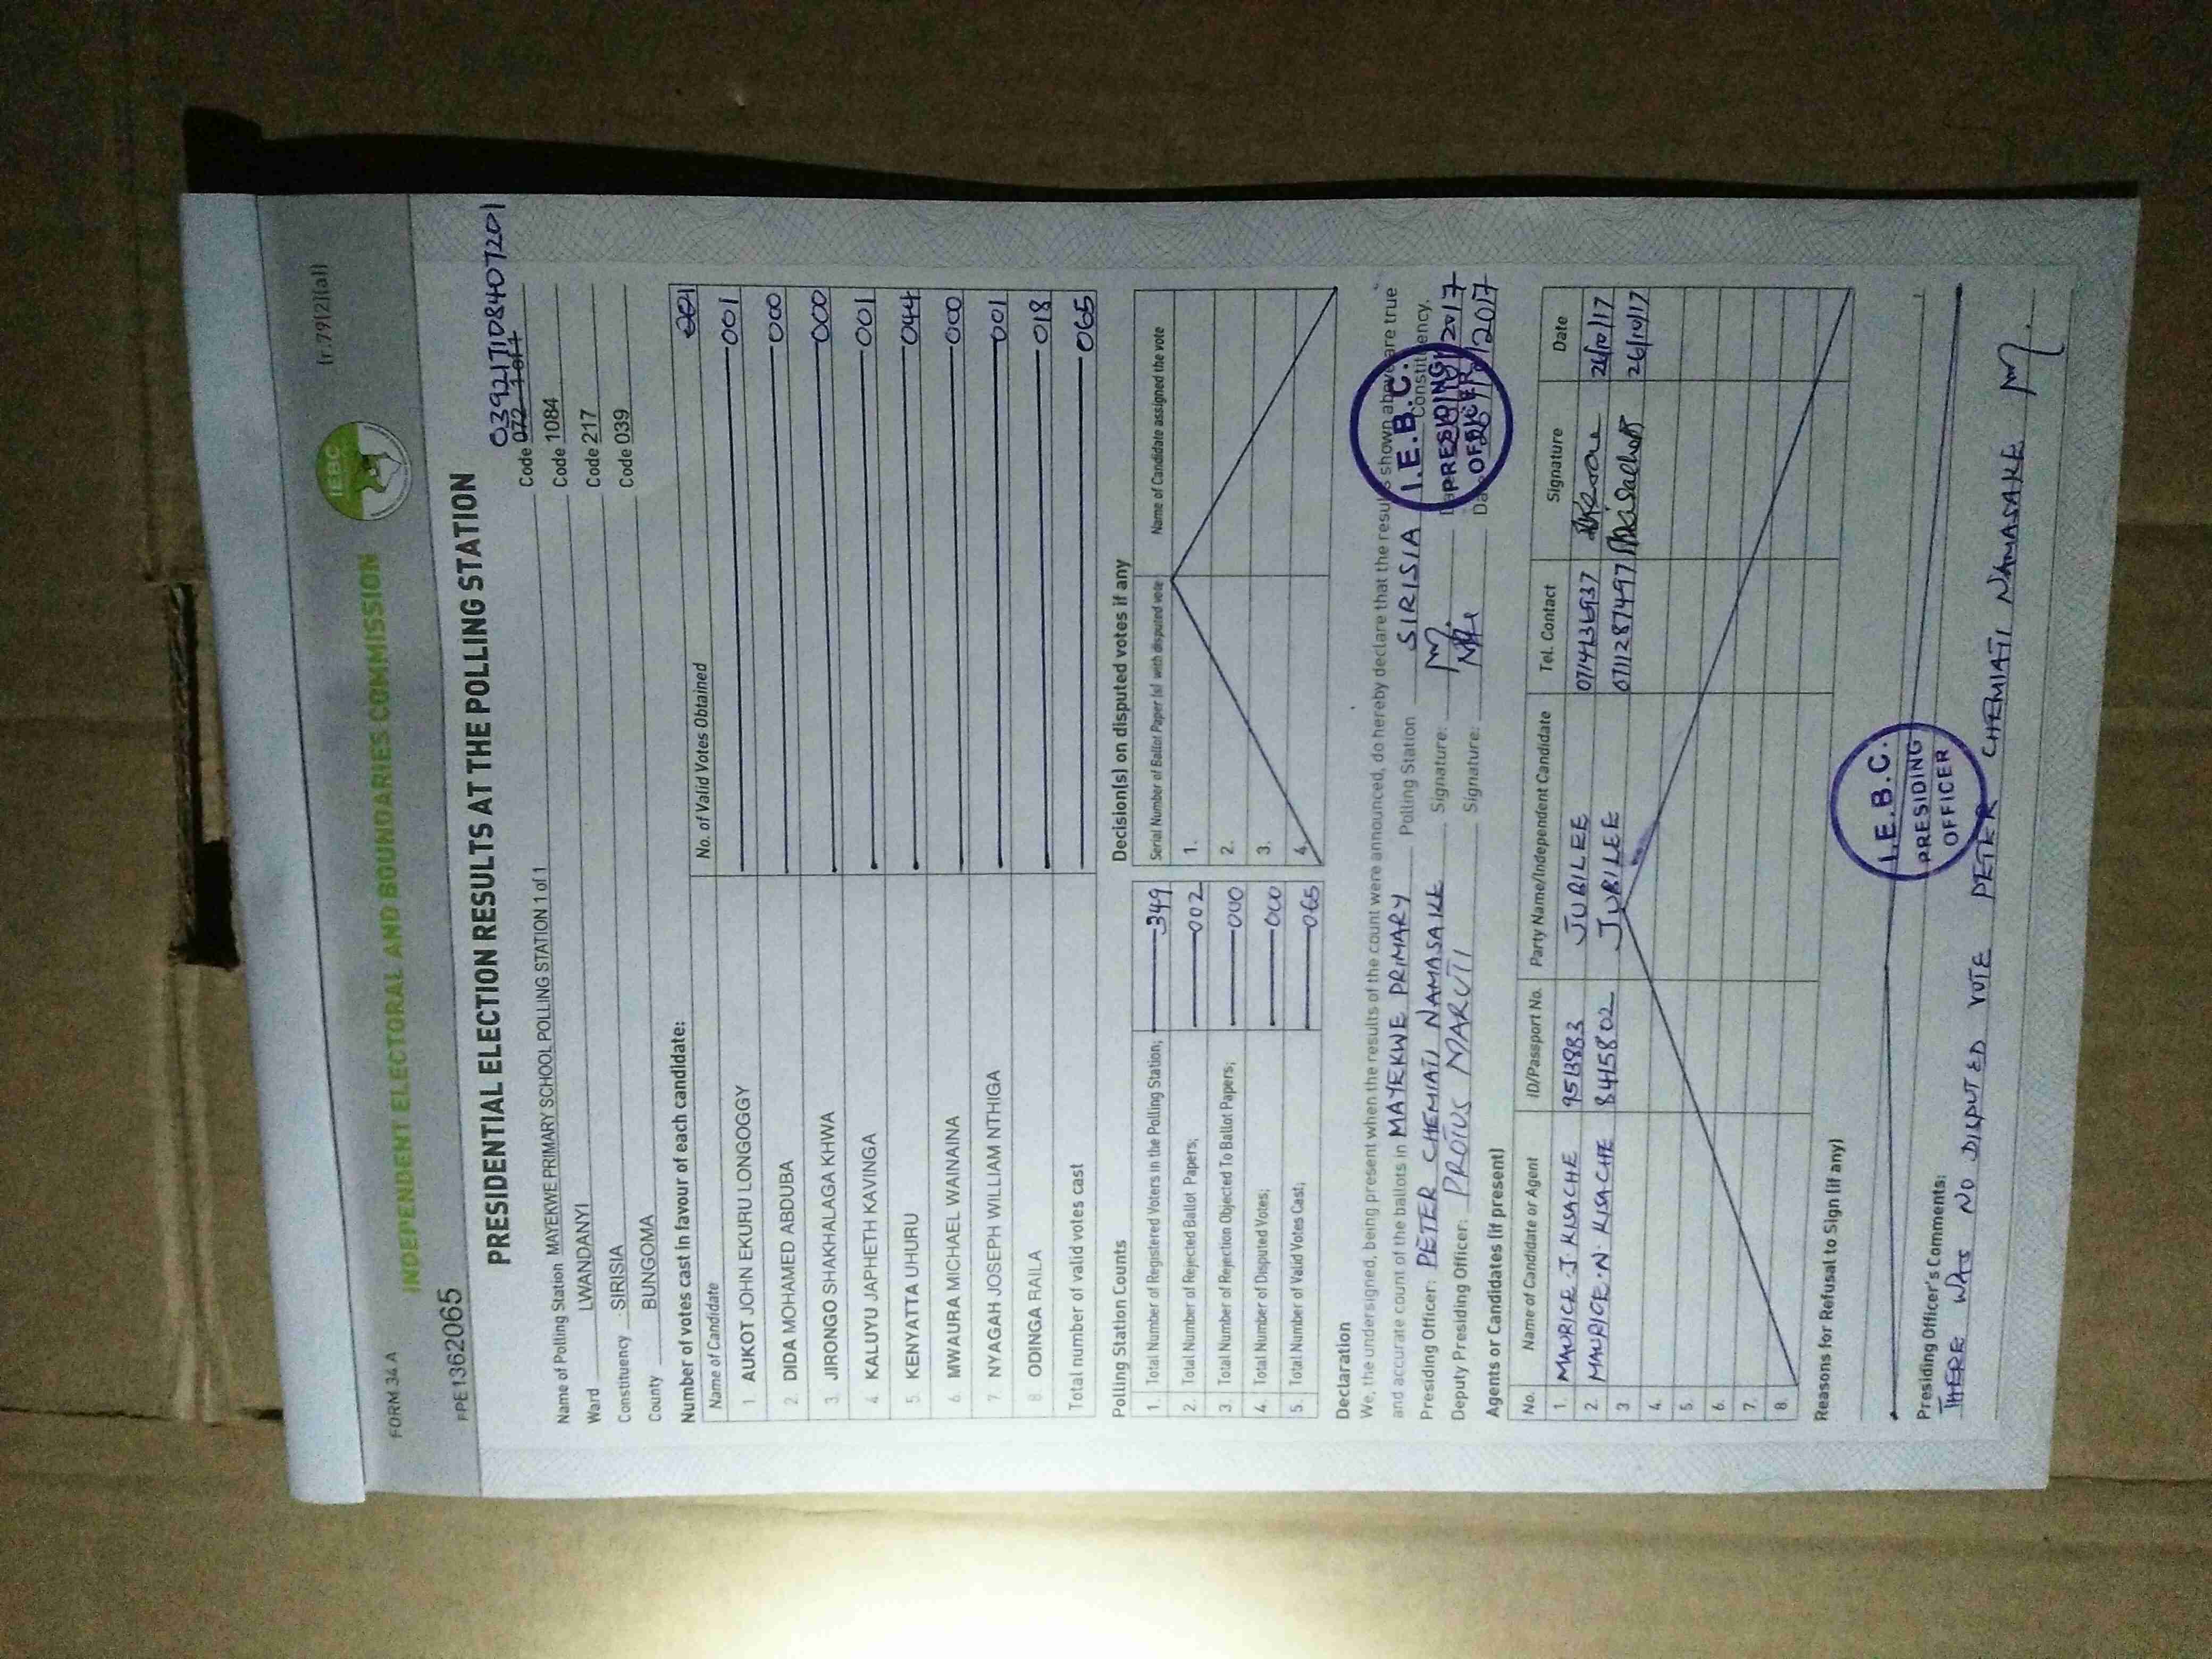 FORM 34 A
(r.79(2)(a))
INDEPENDENT ELECTORAL AND BOUNDARIES COMMISSION
IEBC
PPE1362065
PRESIDENTIAL ELECTION RESULTS AT THE POLLING STATION
039217108407201
Name of Polling Station MAYEKWE PRIMARY SCHOOL POLLING STATION 1 of 1 Code 072 1of1
Ward LWANDANYI Code 1084
Constituency SIRISIA Code 217
County BUNGOMA Code 039
Number of votes cast in favour of each candidate:
001
Name of Candidate No. of Valid Votes Obtained
1 AUKOT JOHN EKURU LONGOGGY 001
2. DIDA MOHAMED ABDUBA 000
3 JIRONGO SHAKHALAGA KHWA 000
4 KALUYU JAPHETH KAVINGA 001
5 KENYATTA UHURU 044
6 MWAURA MICHAEL WAINAINA 000
7. NYAGAH JOSEPH WILLIAM NTHIGA 001
8 ODINGA RAILA 018
Total number of valid votes cast 065
Polling Station Counts
1. Total Number of Registered Voters in the Polling Station; 349
2. Total Number of Rejected Ballot Papers; 002
3. Total Number of Rejection Objected To Ballot Papers; 000
4. Total Number of Disputed Votes; 000
5. Total Number of Valid Votes Cast; 065
Decision(s) on disputed votes if any
Serial Number of Ballot Paper (s) with disputed vote Name of Candidate assigned the vote
1.
2.
3.
4.
Declaration
We, the undersigned, being present when the results of the count were announced, do hereby declare that the results shown above are true
and accurate count of the ballots in MAYEKWE PRIMARY Polling Station SIRISIA Constituency.
Presiding Officer: PETER CHEMIATI NAMASAKE Signature: Date 2017
Deputy Presiding Officer: PROTUS MARUTI Signature: Date 2017
I.E.B.C.
PRESIDING
OFFICER
Agents or Candidates (if present)
No. Name of Candidate or Agent ID/Passport No. Party Name/Independent Candidate Tel. Contact Signature Date
1. MAURICE J. KISACHE 9513883 JUBILEE 0714236937 26/10/17
2. MAURICE N. KISACHE 8415802 JUBILEE 0711287497 26/10/17
3
4
5.
6.
7.
8.
Reasons for Refusal to Sign (if any)
I.E.B.C.
PRESIDING
OFFICER
Presiding Officer's Comments:
THERE WAS NO DISPUTED VOTE PETER CHEMIATI NAMASAKE